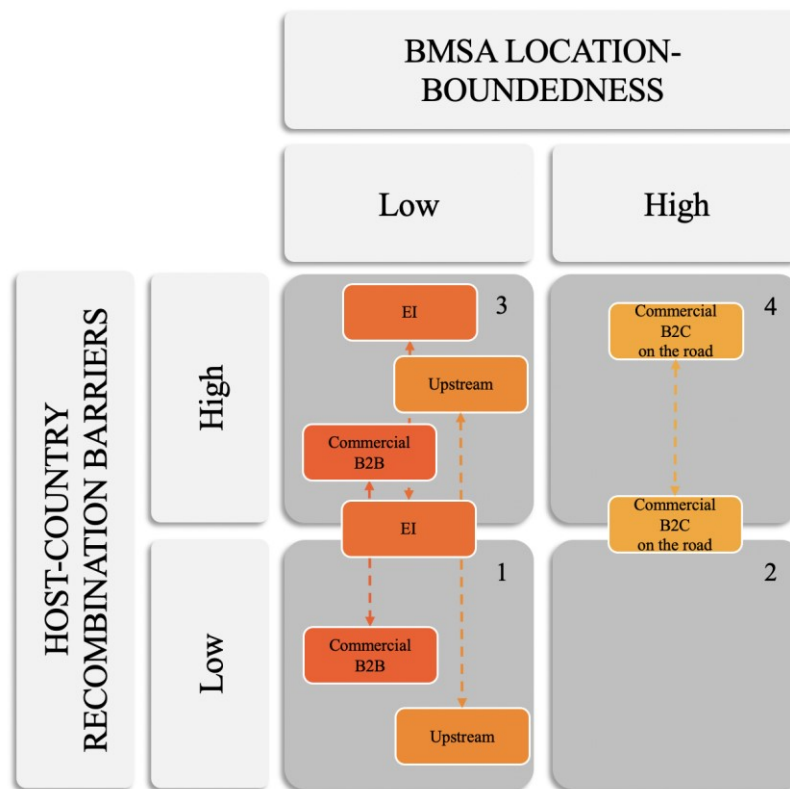 BMSA LOCATION-
BOUNDEDNESS
Low
High
HOST-COUNTRY
RECOMBINATION BARRIERS
High
3
EI
Upstream
Commercial
B2B
EI
4
Commercial
B2C
on the road
Commercial
B2C
on the road
Low
1
Commercial
B2B
Upstream
2